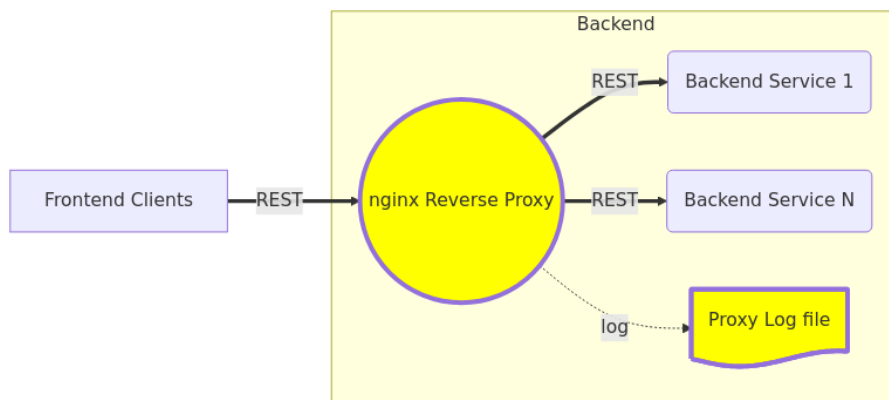 Backend
REST
Backend Service 1
Frontend Clients
REST
nginx Reverse Proxy
REST
Backend Service N
log
Proxy Log file